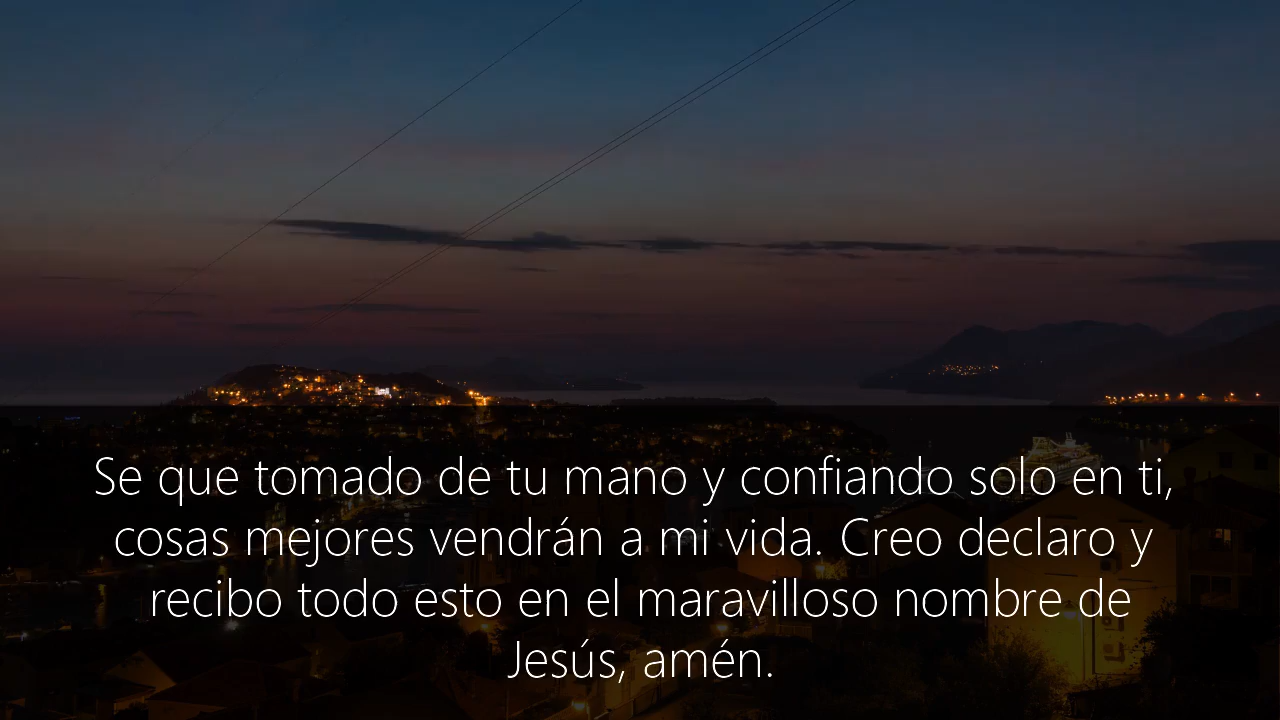 Se que tomado de tu mano y confiando solo en ti,
cosas mejores vendrán a mi vida. Creo declaro y
recibo todo esto en el maravilloso nombre de
Jesús, amén.